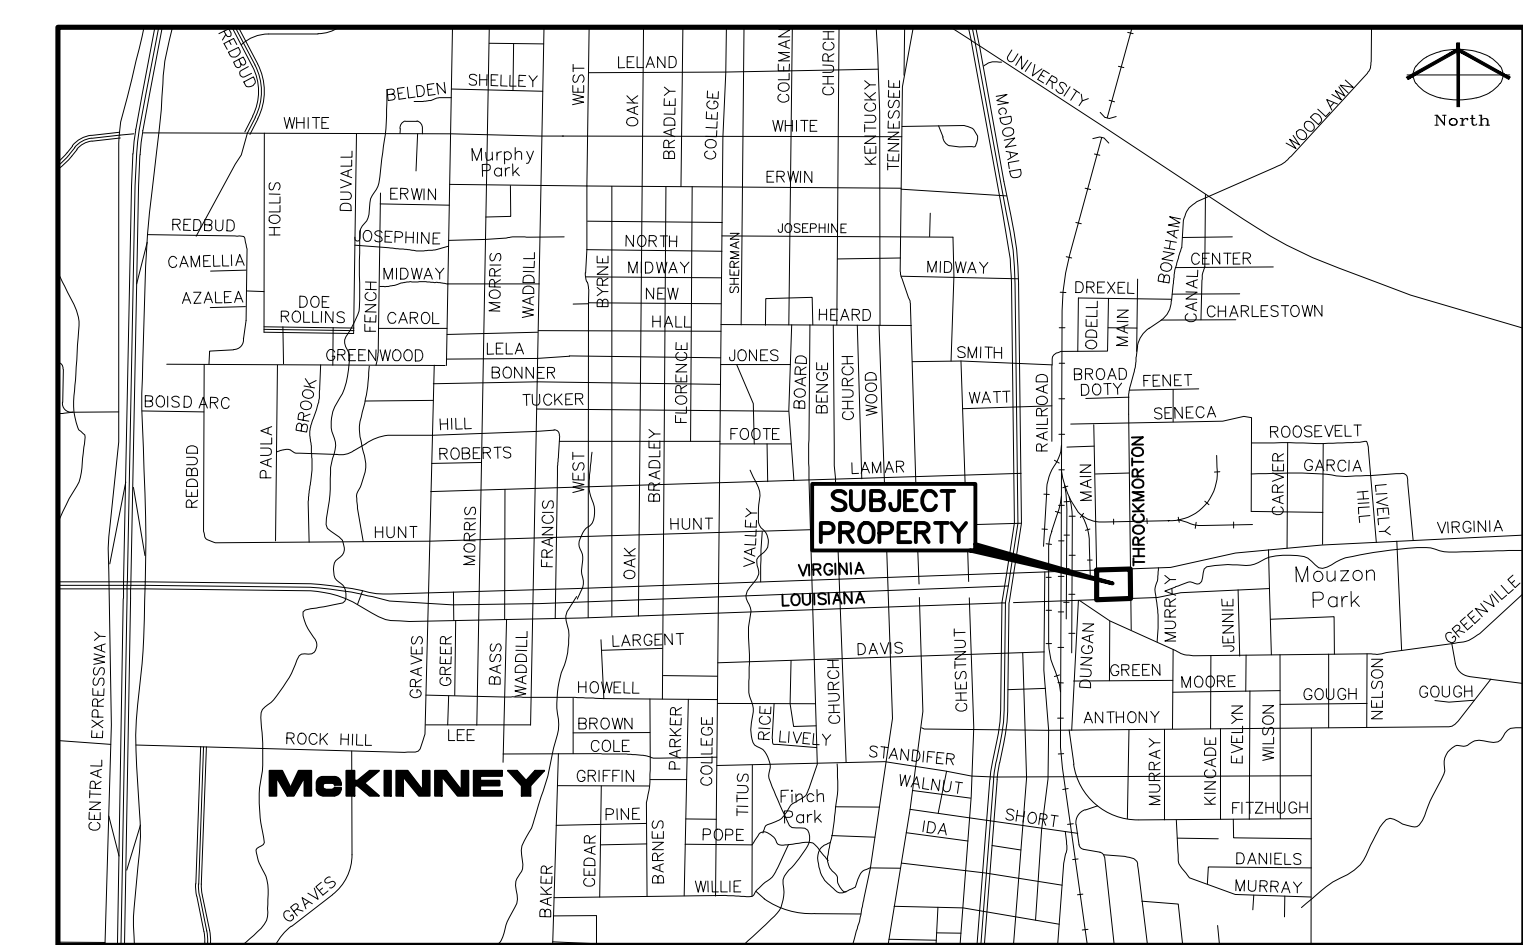 REDBUD
BELDEN
SHELLEY
WEST
LELAND
OAK
BRADLEY
COLLEGE
COLEMAN
CHURCH
KENTUCKY
TENNESSEE
McDONALD
UNIVERSITY
WOODLAWN
North
WHITE
WHITE
Murphy
Park
HOLLIS
DUVALL
ERWIN
ERWIN
REDBUD
JOSEPHINE
NORTH
SHERMAN
JOSEPHINE
BONHAM
CAMELLIA
MIDWAY
MORRIS
WADDILL
BYRNE
MIDWAY
MIDWAY
CENTER
AZALEA
DOE
ROLLINS
FENCH
CAROL
NEW
HALL
HEARD
DREXEL
ODELL
MAIN
CANAL
CHARLESTOWN
GREENWOOD
LELA
BONNER
FLORENCE
JONES
BOARD
BENGE
CHURCH
WOOD
SMITH
RAILROAD
BROAD
DOTY
FENET
BOISD ARC
BROOK
TUCKER
WATT
SENECA
REDBUD
PAULA
HILL
ROBERTS
WEST
BRADLEY
FOOTE
LAMAR
MAIN
THROCKMORTON
ROOSEVELT
CARVER
GARCIA
HILL
LIVELY
HUNT
MORRIS
FRANCIS
OAK
HUNT
VALLEY
SUBJECT
PROPERTY
VIRGINIA
VIRGINIA
LOUISIANA
MURRAY
JENNIE
Mouzon
Park
GREENVILLE
CENTRAL EXPRESSWAY
GRAVES
GREER
BASS
WADDILL
LARGENT
DAVIS
CHESTNUT
DUNGAN
GREEN
MOORE
HOWELL
CHURCH
GOUGH
NELSON
GOUGH
ROCK HILL
LEE
BROWN
COLE
PARKER
COLLEGE
RICE
LIVELY
ANTHONY
EVELYN
WILSON
McKINNEY
GRIFFIN
TITUS
STANDIFER
WALNUT
MURRAY
KINCADE
Finch
Park
PINE
POPE
IDA
SHORT
FITZHUGH
BAKER
CEDAR
BARNES
WILLIE
DANIELS
MURRAY
GRAVES